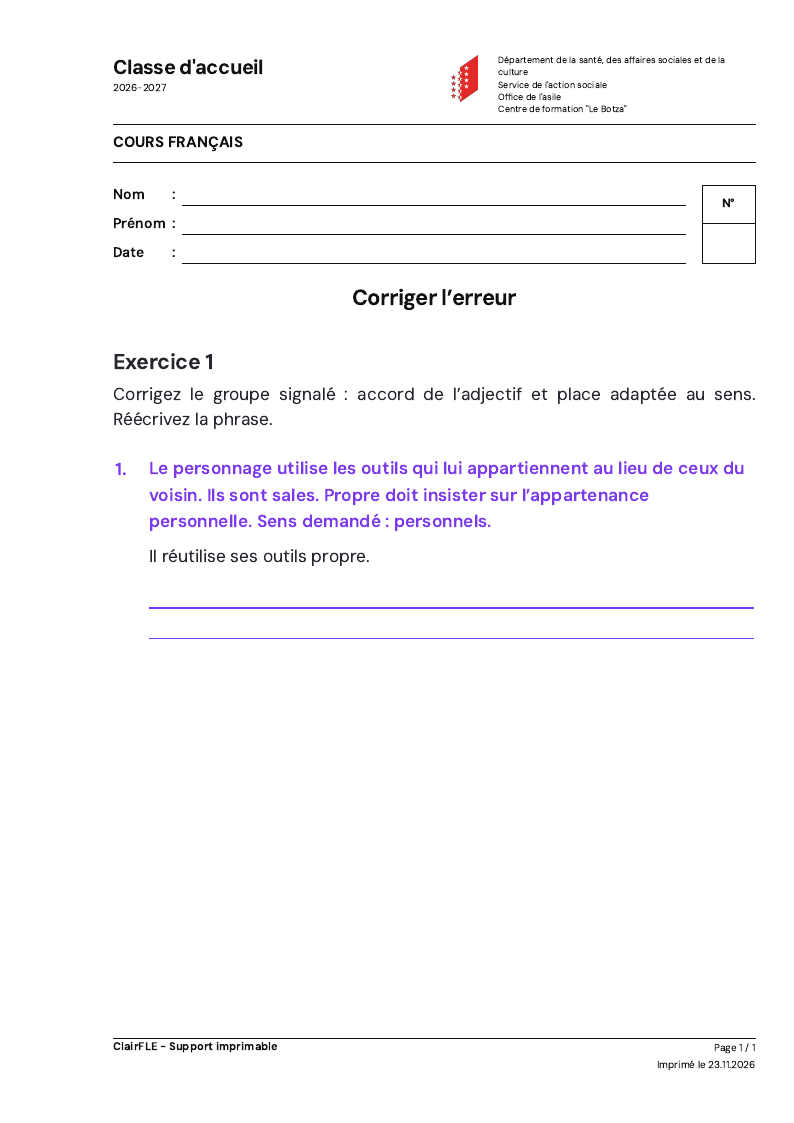 Classe d'accueil
2026-2027
Département de la santé, des affaires sociales et de la
culture
Service de l'action sociale
Office de l'asile
Centre de formation "Le Botza"
COURS FRANÇAIS
Nom :
Prénom :
Date :
N°
Corriger l’erreur
Exercice 1
Corrigez le groupe signalé : accord de l’adjectif et place adaptée au sens.
Réécrivez la phrase.
1. Le personnage utilise les outils qui lui appartiennent au lieu de ceux du
voisin. Ils sont sales. Propre doit insister sur l’appartenance
personnelle. Sens demandé : personnels.
Il réutilise ses outils propre.
ClairFLE - Support imprimable
Page 1 / 1
Imprimé le 23.11.2026